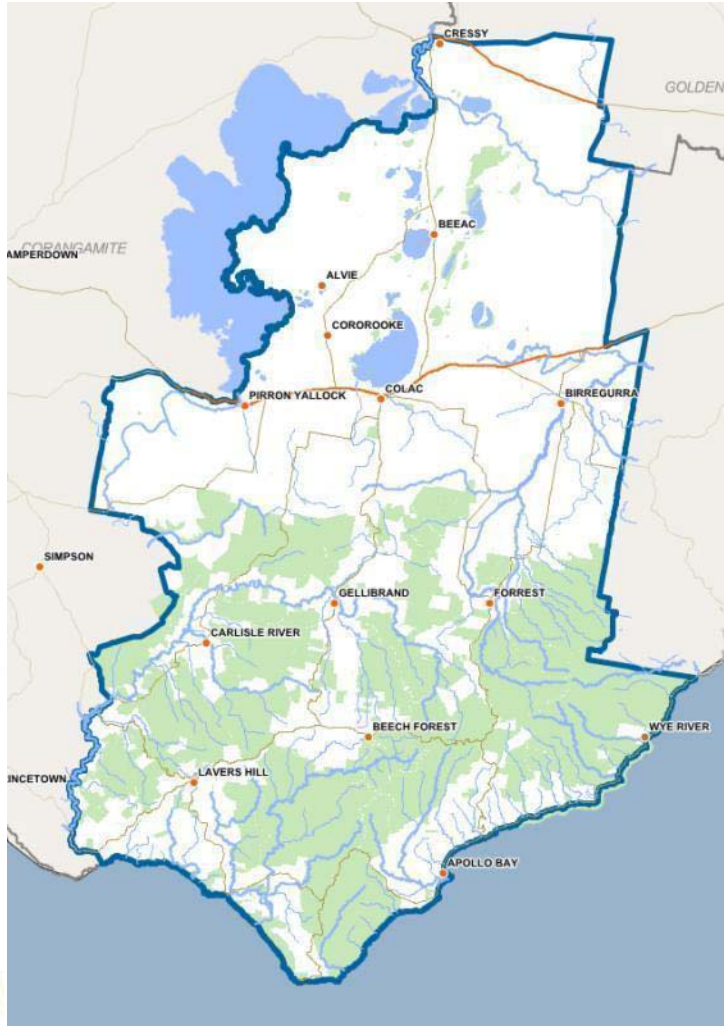 CRESSY
GOLDEN
BEEAC
CORANGAMITE
AMPERDOWN
ALVIE
COROROOKE
PIRRON YALLOCK
COLAC
BIRREGURRA
SIMPSON
GELLIBRAND
FORREST
CARLISLE RIVER
BEECH FOREST
WYE RIVER
LAVERS HILL
RINCETOWN
APOLLO BAY